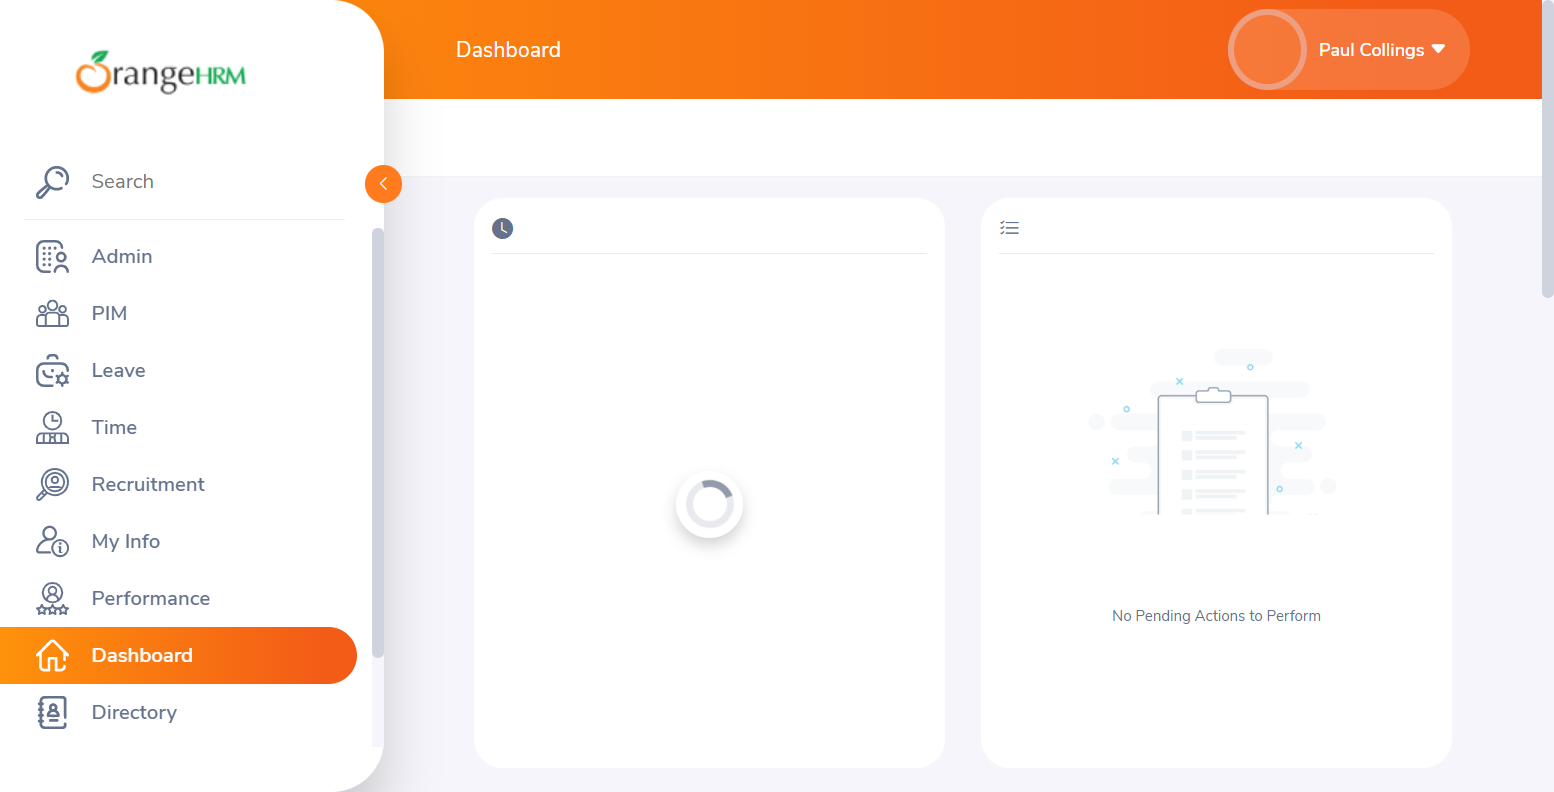 OrangeHRM
Dashboard
Paul Collings
Search
Admin
PIM
Leave
Time
Recruitment
My Info
Performance
Dashboard
Directory
No Pending Actions to Perform